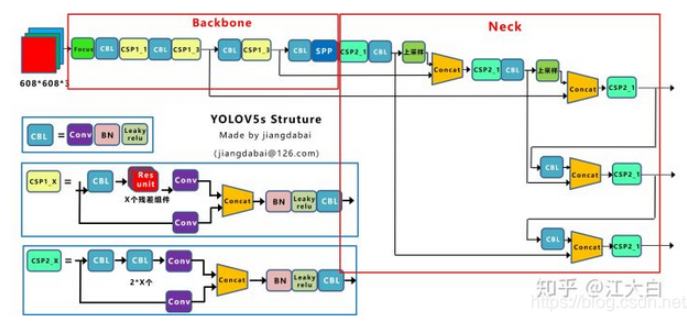 Backbone
Neck
Focus
CBL
CSP1_1
CBL
CSP1_3
CBL
CSP1_3
CBL
SPP
CSP2_1
CBL
上采样
Concat
CSP2_1
CBL
上采样
Concat
CSP2_1
608*608*3
YOLOV5s Struture
Made by jiangdabai
(jiangdabai@126.com)
CBL
=
Conv
BN
Leaky
relu
CSP1_X
=
CBL
Res
unit
X个残差组件
Conv
Conv
Concat
BN
Leaky
relu
CBL
CBL
Concat
CSP2_1
CBL
Concat
CSP2_1
CSP2_X
=
CBL
CBL
2*X个
Conv
Conv
Concat
BN
Leaky
relu
CBL
知乎 @江大白
https://blog.csdn.net